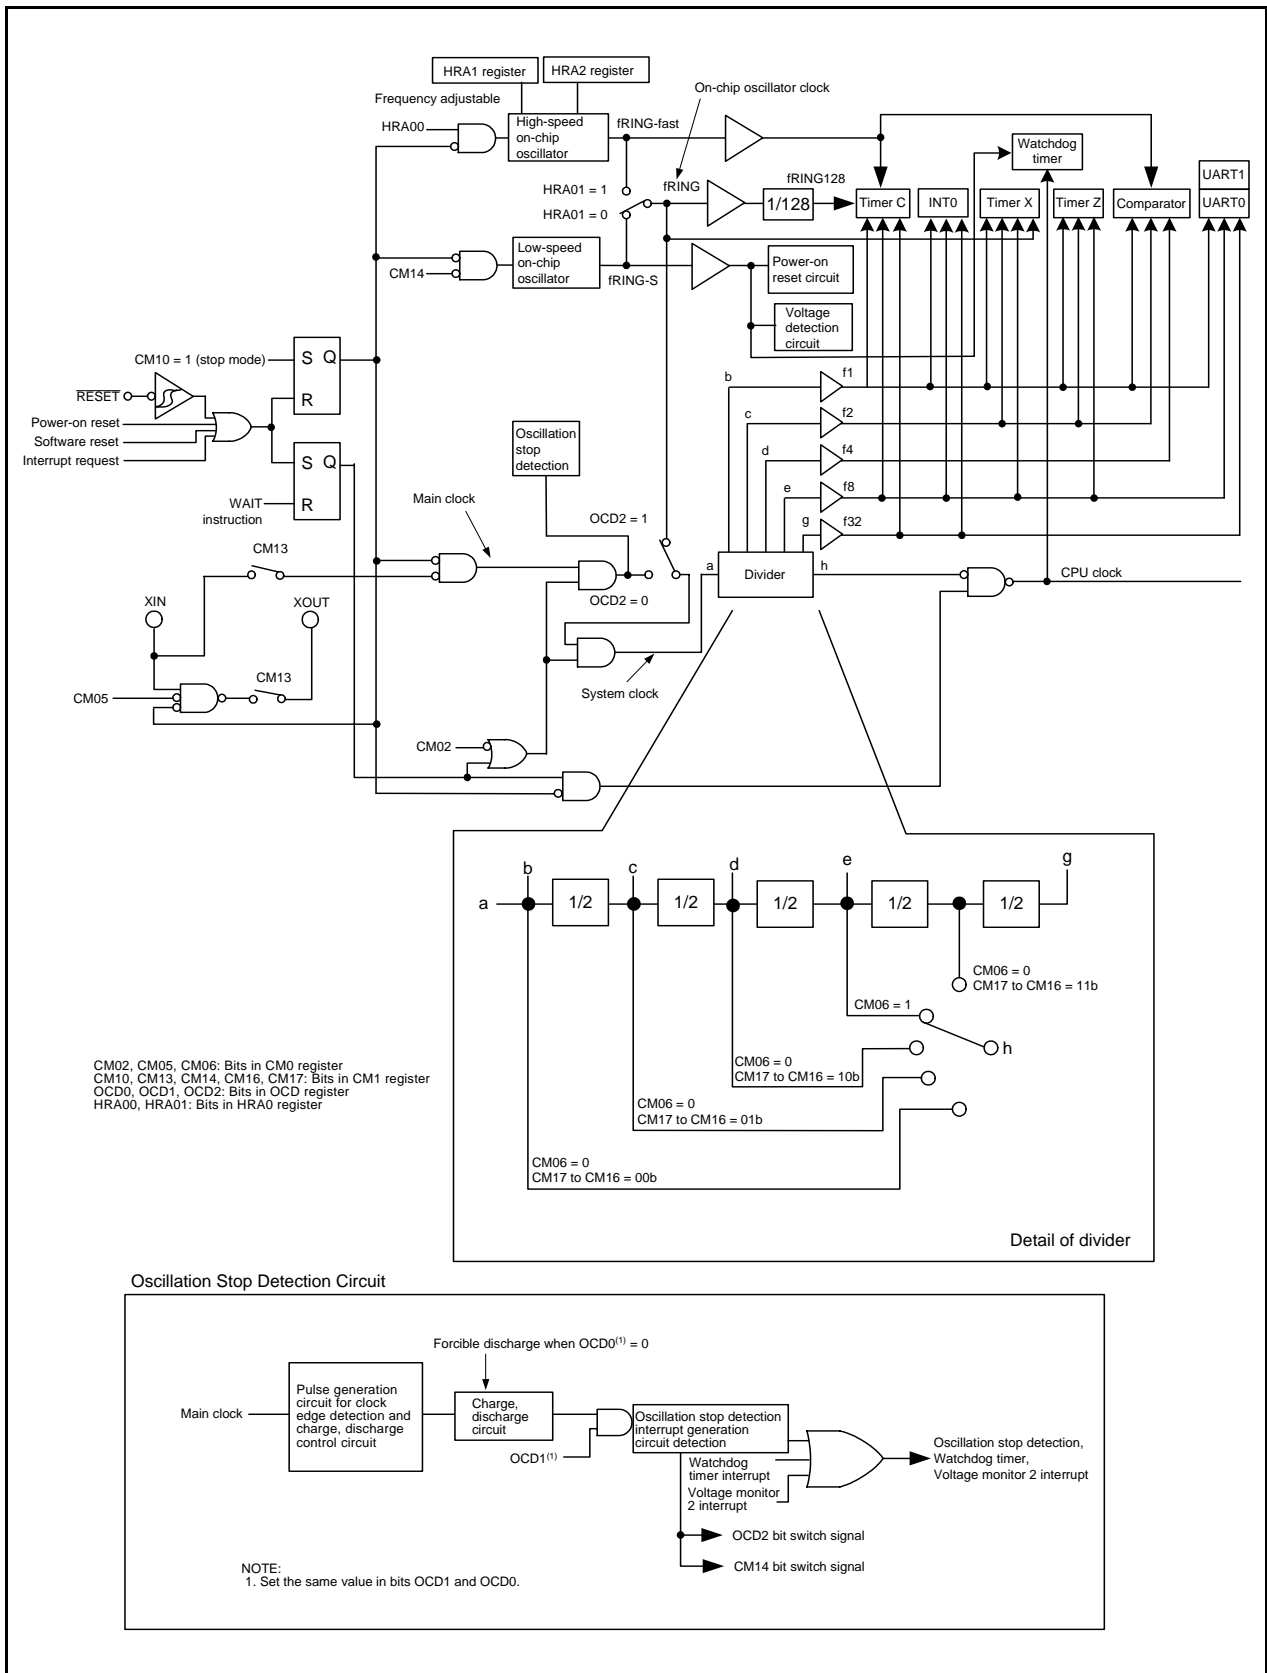 HRA1 register
HRA2 register
On-chip oscillator clock
Frequency adjustable
HRA00
High-speed
on-chip
oscillator
fRING-fast
Watchdog
timer
HRA01 = 1
fRING
fRING128
UART1
HRA01 = 0
1/128
Timer C
INT0
Timer X
Timer Z
Comparator
UART0
CM14
Low-speed
on-chip
oscillator
fRING-S
Power-on
reset circuit
Voltage
detection
circuit
CM10 = 1 (stop mode)
S Q
R
RESET
Power-on reset
Software reset
Interrupt request
S Q
R
WAIT
instruction
b
f1
c
f2
d
f4
e
f8
g
f32
Oscillation
stop
detection
Main clock
OCD2 = 1
CM13
a
Divider
h
CPU clock
OCD2 = 0
XIN
XOUT
CM13
CM05
System clock
CM02
b
c
d
e
g
a
1/2
1/2
1/2
1/2
1/2
CM06 = 0
CM17 to CM16 = 11b
CM06 = 1
h
CM06 = 0
CM17 to CM16 = 10b
CM06 = 0
CM17 to CM16 = 01b
CM06 = 0
CM17 to CM16 = 00b
Detail of divider
CM02, CM05, CM06: Bits in CM0 register
CM10, CM13, CM14, CM16, CM17: Bits in CM1 register
OCD0, OCD1, OCD2: Bits in OCD register
HRA00, HRA01: Bits in HRA0 register
Oscillation Stop Detection Circuit
Forcible discharge when OCD0(1) = 0
Main clock
Pulse generation
circuit for clock
edge detection and
charge, discharge
control circuit
Charge,
discharge
circuit
OCD1(1)
Oscillation stop detection
interrupt generation
circuit detection
Watchdog
timer interrupt
Voltage monitor
2 interrupt
Oscillation stop detection,
Watchdog timer,
Voltage monitor 2 interrupt
OCD2 bit switch signal
CM14 bit switch signal
NOTE:
1. Set the same value in bits OCD1 and OCD0.